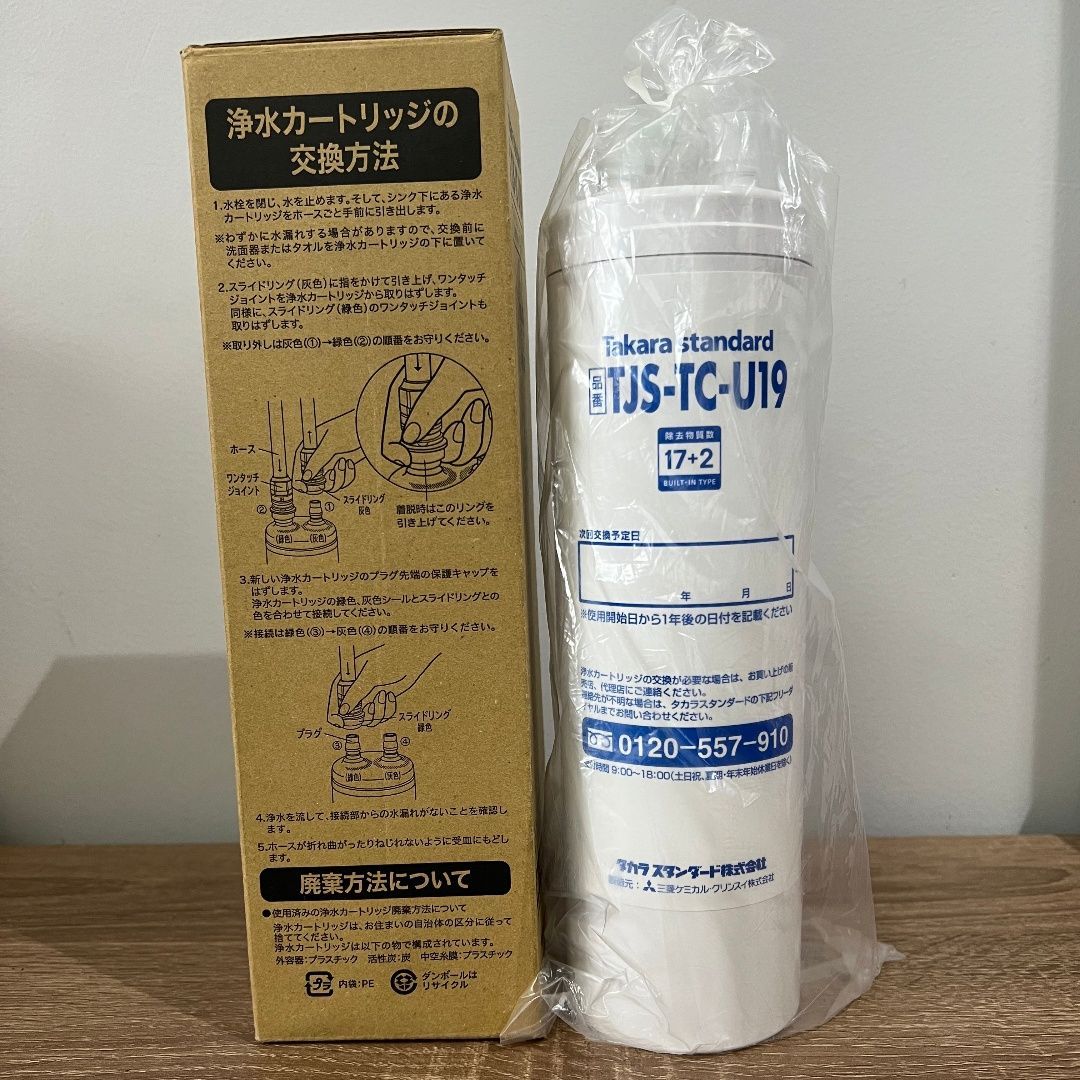 浄水カートリッジの
交換方法
1.水栓を閉じ、水を止めます。そして、シンク下にある浄水
カートリッジをホースごと手前に引き出します。
※わずかに水漏れする場合がありますので、交換前に
洗面器またはタオルを浄水カートリッジの下に置いて
ください。
2.スライドリング(灰色)に指をかけて引き上げ、ワンタッチ
ジョイントを浄水カートリッジから取りはずします。
同様に、スライドリング(緑色)のワンタッチジョイントも
取りはずします。
※取り外しは灰色(①)→緑色(②)の順番をお守りください。
ホース
ワンタッチ
ジョイント
②
①
スライドリング
灰色
(緑色)
(灰色)
着脱時はこのリングを
引き上げてください。
3.新しい浄水カートリッジのプラグ先端の保護キャップを
はずします。
浄水カートリッジの緑色、灰色シールとスライドリングとの
色を合わせて接続してください。
※接続は緑色(③)→灰色(④)の順番をお守りください。
スライドリング
緑色
プラグ
③
④
(緑色)
(灰色)
4.浄水を流して、接続部からの水漏れがないことを確認し
ます。
5.ホースが折れ曲がったりねじれないように受皿にもどし
ます。
廃棄方法について
●使用済みの浄水カートリッジ廃棄方法について
浄水カートリッジは、お住まいの自治体の区分に従って
捨ててください。
浄水カートリッジは以下の物で構成されています。
外容器:プラスチック 活性炭:炭 中空糸膜:プラスチック
プラ
内袋:PE
ダンボールは
リサイクル
Takara standard
品番
TJS-TC-U19
除去物質数
17+2
BUILT-IN TYPE
次回交換予定日
年 月 日
※使用開始日から1年後の日付を記載ください
浄水カートリッジの交換が必要な場合は、お買い上げの販
売店、代理店にご連絡ください。
連絡先が不明な場合は、タカラスタンダードの下記フリーダ
イヤルまでお問い合わせください。
0120-557-910
時間 9:00~18:00(土日祝、夏期・年末年始休業日を除く)
タカラスタンダード株式会社
元: 三菱ケミカル・クリンスイ株式会社